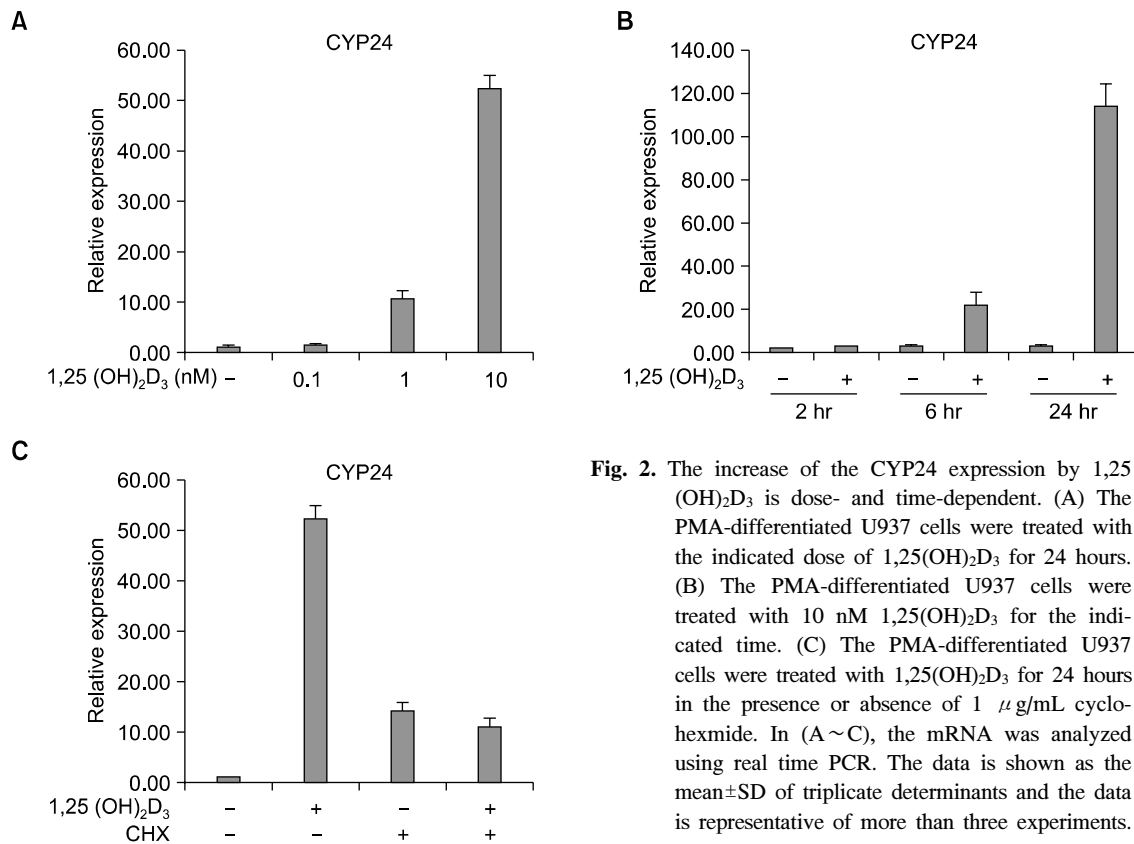 A
CYP24
60.00
50.00
40.00
30.00
20.00
10.00
0.00
Relative expression
1,25 (OH)₂D₃ (nM) – 0.1 1 10
B
CYP24
140.00
120.00
100.00
80.00
60.00
40.00
20.00
0.00
Relative expression
1,25 (OH)₂D₃ – + – + – +
2 hr 6 hr 24 hr
C
CYP24
60.00
50.00
40.00
30.00
20.00
10.00
0.00
Relative expression
1,25 (OH)₂D₃ – + – +
CHX – – + +
Fig. 2. The increase of the CYP24 expression by 1,25
(OH)₂D₃ is dose- and time-dependent. (A) The
PMA-differentiated U937 cells were treated with
the indicated dose of 1,25(OH)₂D₃ for 24 hours.
(B) The PMA-differentiated U937 cells were
treated with 10 nM 1,25(OH)₂D₃ for the indi-
cated time. (C) The PMA-differentiated U937
cells were treated with 1,25(OH)₂D₃ for 24 hours
in the presence or absence of 1 μg/mL cyclo-
hexmide. In (A~C), the mRNA was analyzed
using real time PCR. The data is shown as the
mean±SD of triplicate determinants and the data
is representative of more than three experiments.